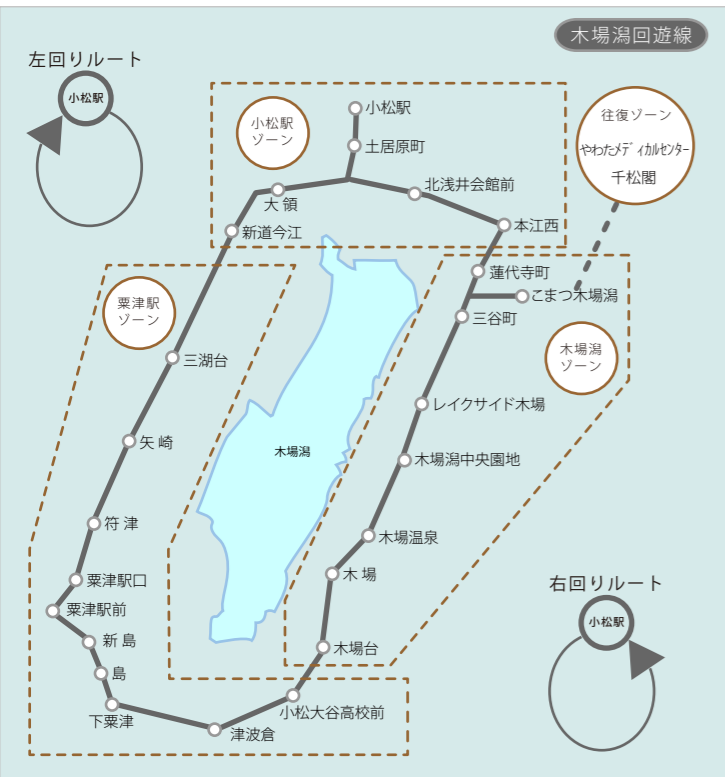 木場潟回遊線
左回りルート
小松駅
小松駅
ゾーン
小松駅
土居原町
北浅井会館前
大領
新道今江
本江西
往復ゾーン
やわたメディカルセンター
千松閣
蓮代寺町
こまつ木場潟
三谷町
粟津駅
ゾーン
木場潟
ゾーン
三湖台
レイクサイド木場
矢崎
木場潟
木場潟中央園地
符津
木場温泉
粟津駅口
木場
粟津駅前
新島
木場台
島
下粟津
小松大谷高校前
津波倉
右回りルート
小松駅